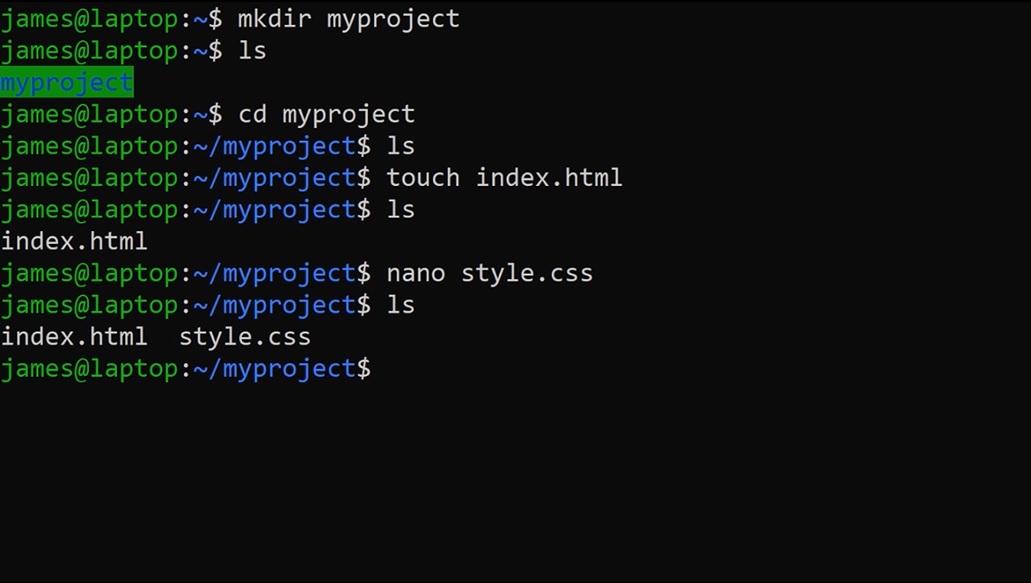 james@laptop:~$ mkdir myproject
james@laptop:~$ ls
myproject
james@laptop:~$ cd myproject
james@laptop:~/myproject$ ls
james@laptop:~/myproject$ touch index.html
james@laptop:~/myproject$ ls
index.html
james@laptop:~/myproject$ nano style.css
james@laptop:~/myproject$ ls
index.html  style.css
james@laptop:~/myproject$